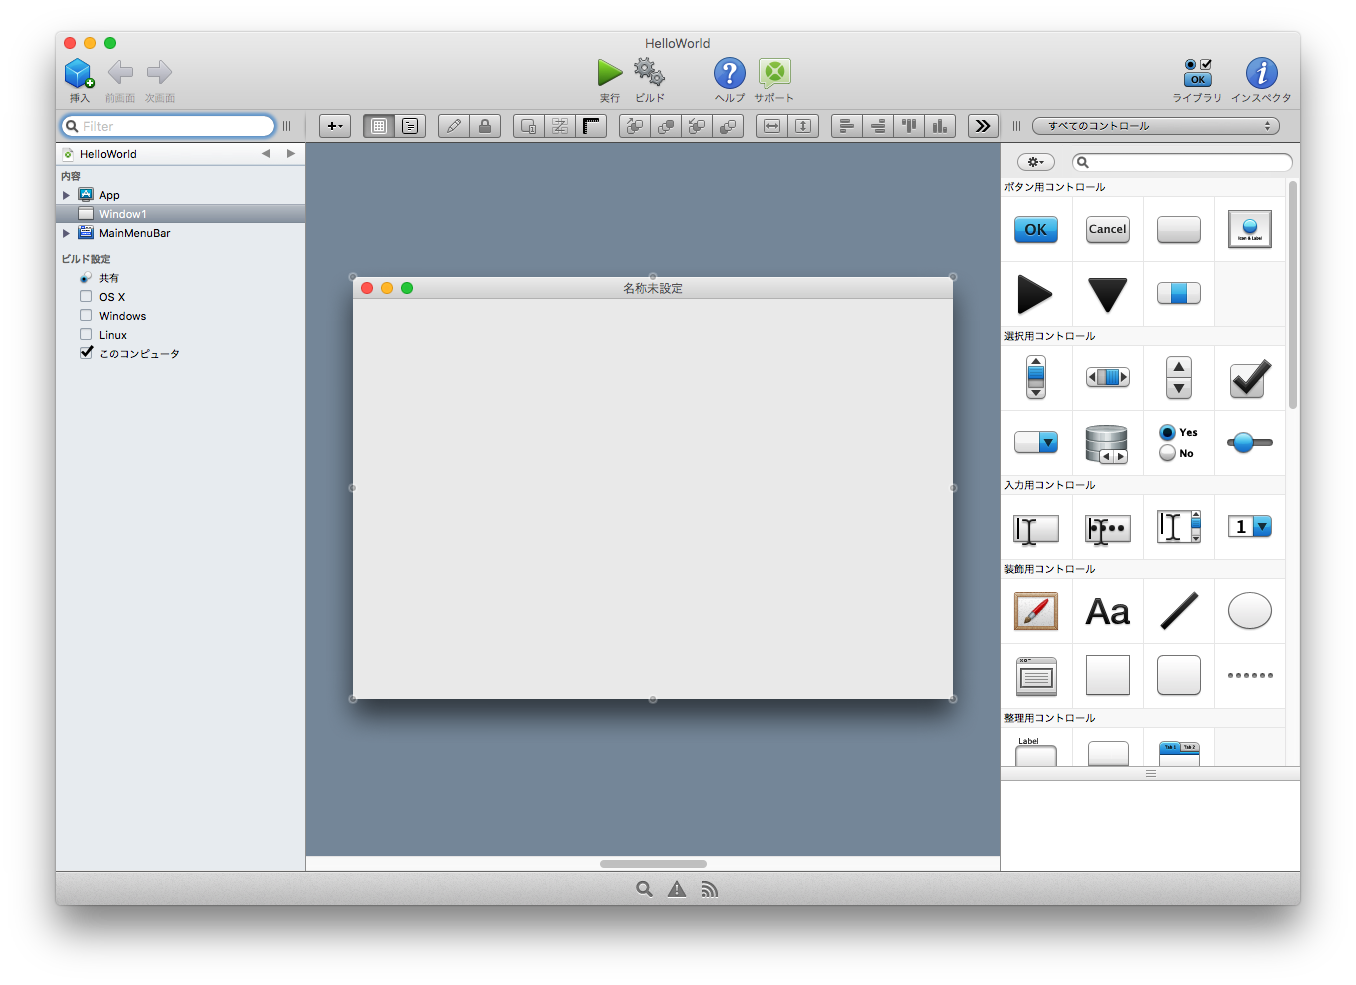 HelloWorld
挿入
前画面
次画面
実行
ビルド
ヘルプ
サポート
OK
ライブラリ
インスペクタ
Filter
すべてのコントロール
HelloWorld
内容
App
Window1
MainMenuBar
ビルド設定
共有
OS X
Windows
Linux
このコンピュータ
名称未設定
ボタン用コントロール
OK
Cancel
Icon & Label
選択用コントロール
Yes
No
入力用コントロール
1
装飾用コントロール
Aa
整理用コントロール
Label
Tab 1
Tab 2